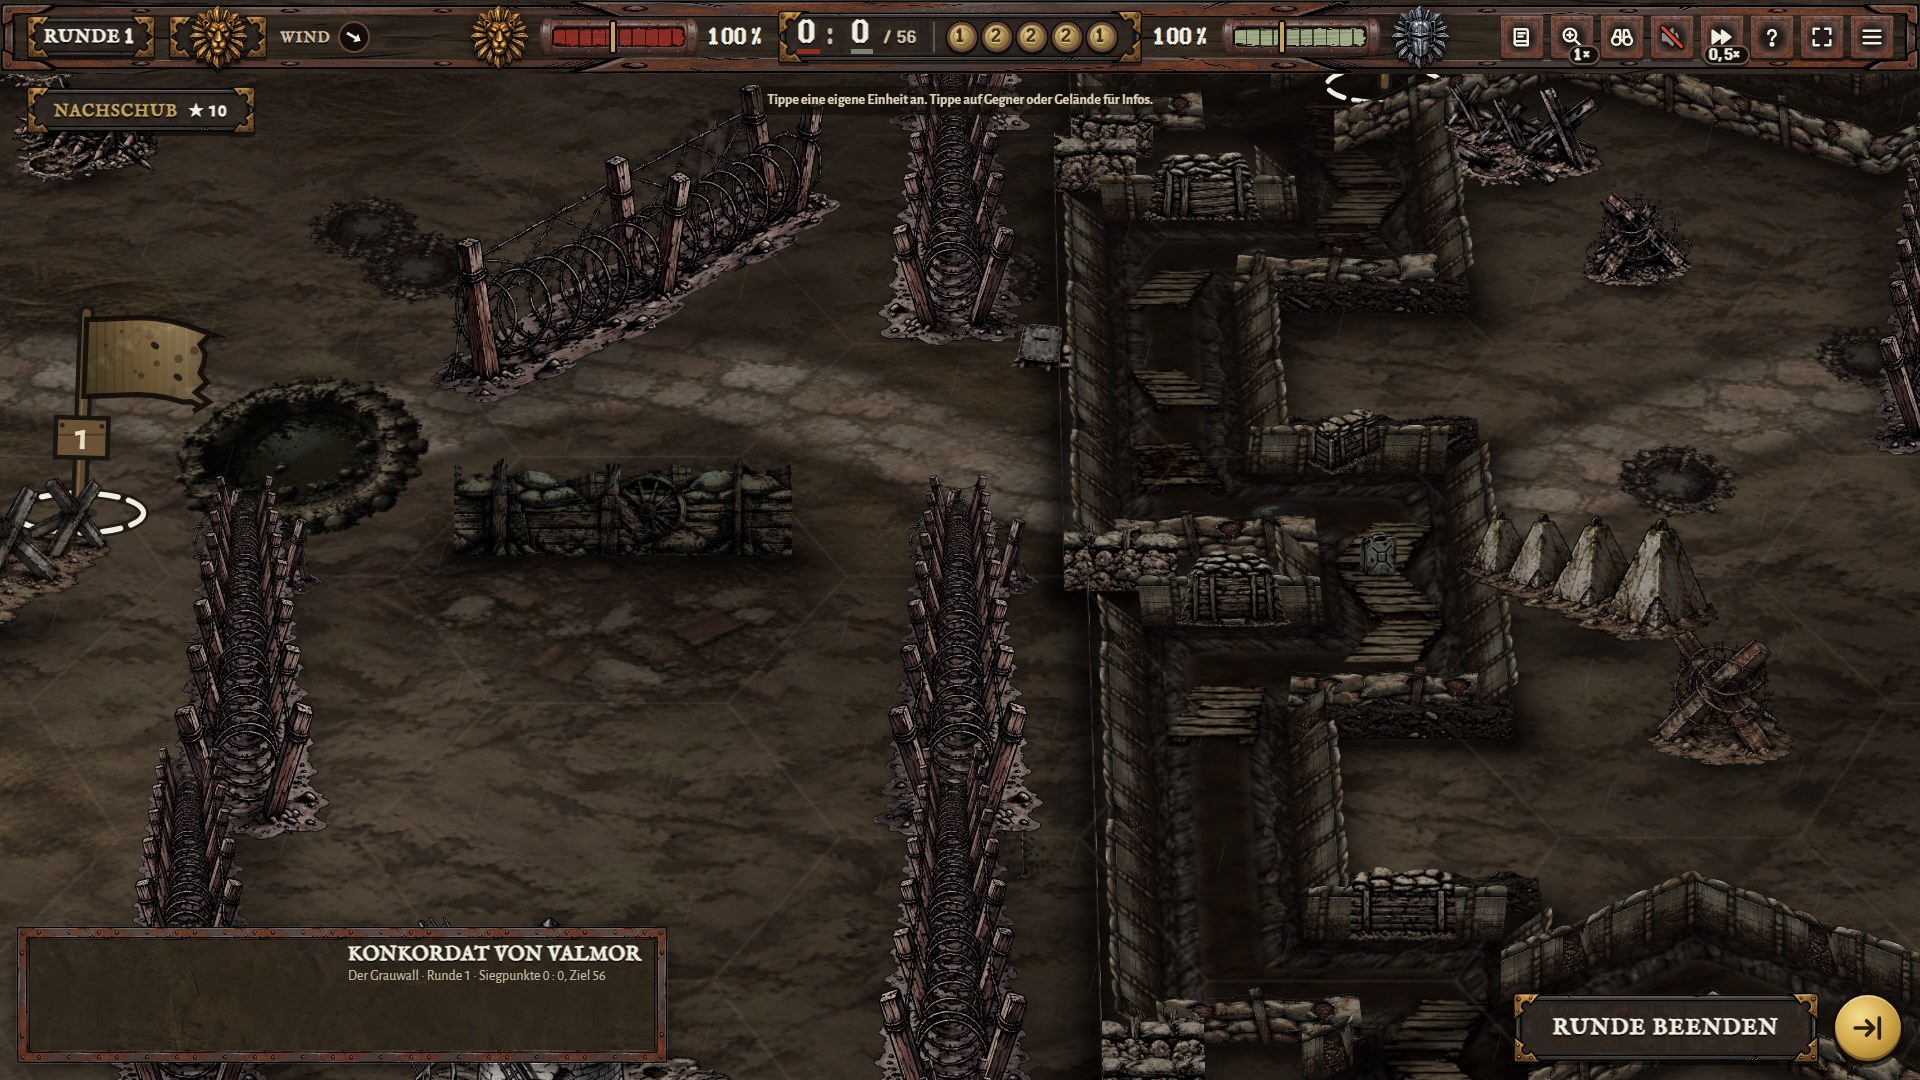 RUNDE 1
WIND
100 %
0 : 0 / 56
1 2 2 2 1
100 %
1×
0,5×
?
NACHSCHUB ★ 10
Tippe eine eigene Einheit an. Tippe auf Gegner oder Gelände für Infos.
1
KONKORDAT VON VALMOR
Der Grauwall · Runde 1 · Siegpunkte 0 : 0, Ziel 56
RUNDE BEENDEN